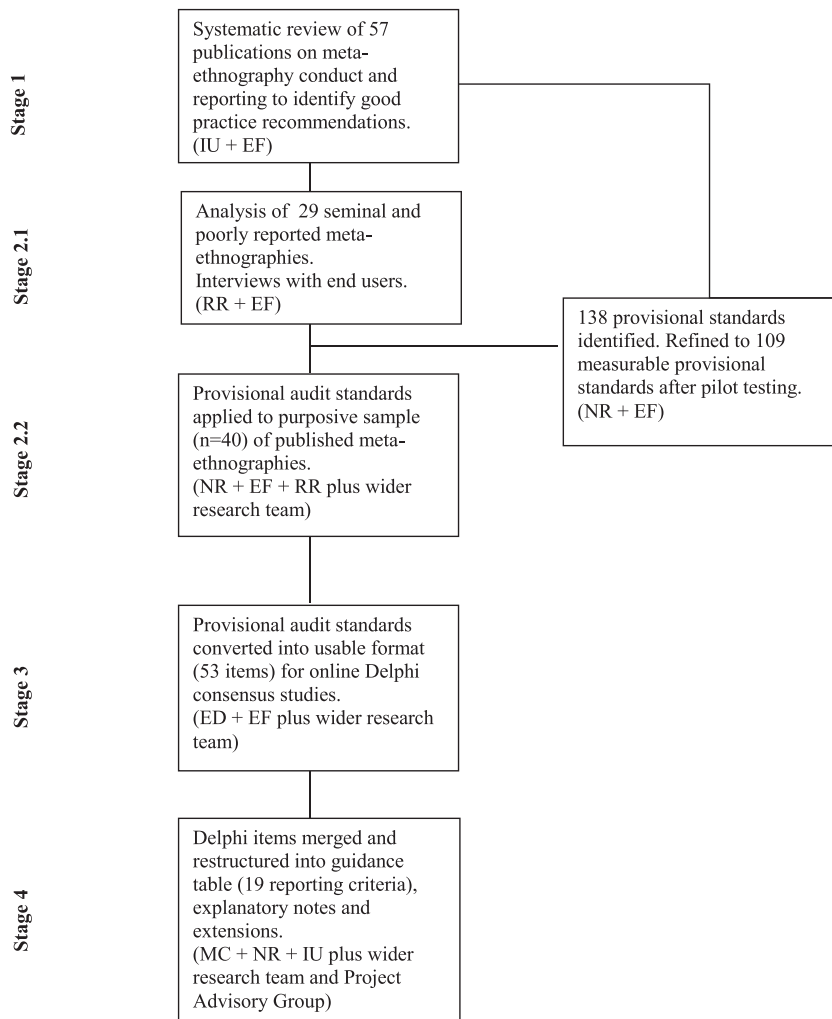 Stage 1
Systematic review of 57
publications on meta-
ethnography conduct and
reporting to identify good
practice recommendations.
(IU + EF)
Stage 2.1
Analysis of 29 seminal and
poorly reported meta-
ethnographies.
Interviews with end users.
(RR + EF)
138 provisional standards
identified. Refined to 109
measurable provisional
standards after pilot testing.
(NR + EF)
Stage 2.2
Provisional audit standards
applied to purposive sample
(n=40) of published meta-
ethnographies.
(NR + EF + RR plus wider
research team)
Stage 3
Provisional audit standards
converted into usable format
(53 items) for online Delphi
consensus studies.
(ED + EF plus wider research
team)
Stage 4
Delphi items merged and
restructured into guidance
table (19 reporting criteria),
explanatory notes and
extensions.
(MC + NR + IU plus wider
research team and Project
Advisory Group)